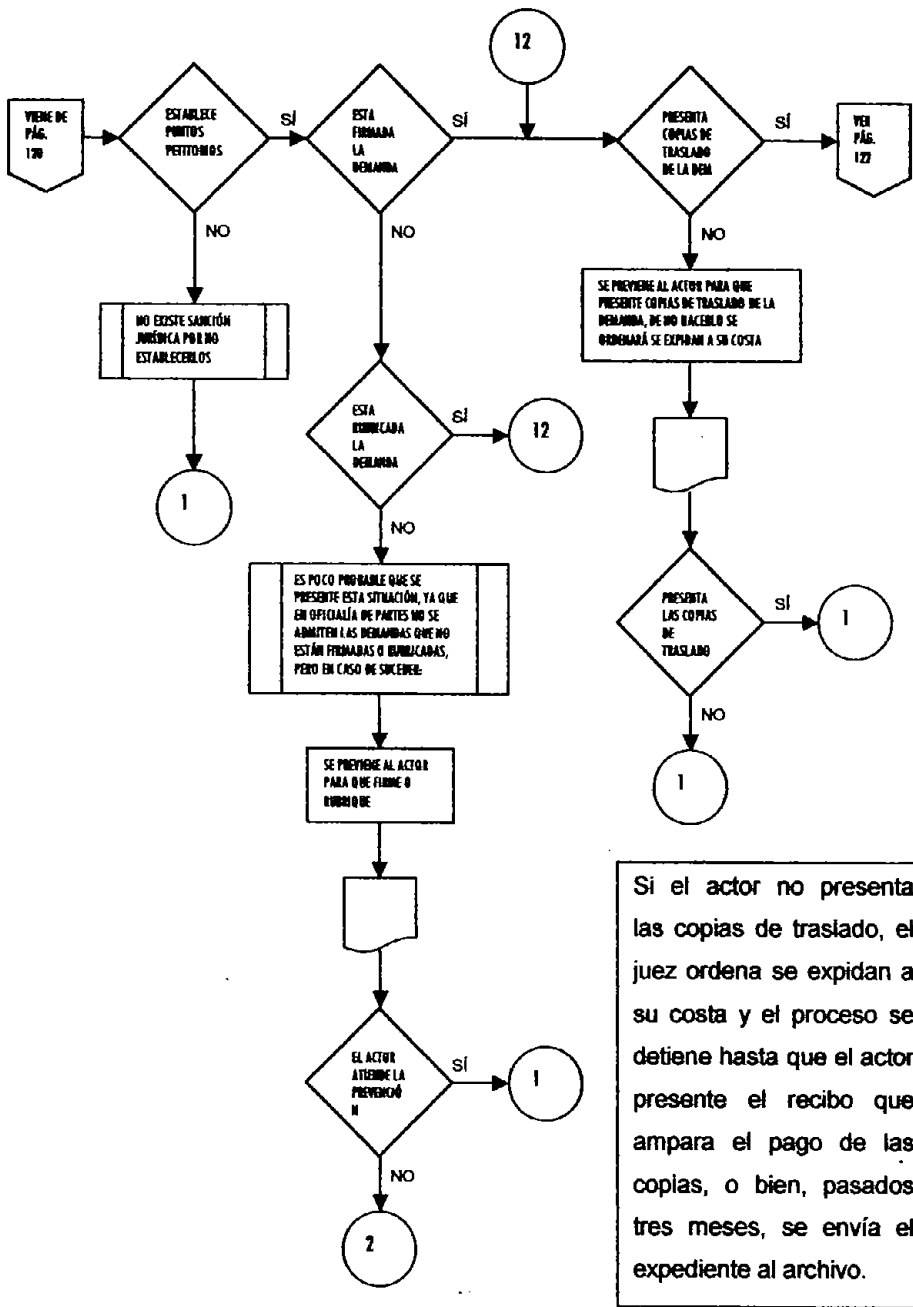 12
VIENE DE
PÁG.
120
ESTABLECE
PUNTOS
PETITORIOS
SÍ
ESTA
FIRMADA
LA
DEMANDA
SÍ
PRESENTA
COPIAS DE
TRASLADO
DE LA DEM
SÍ
VER
PÁG.
122
NO
NO
NO
NO EXISTE SANCIÓN
JURÍDICA POR NO
ESTABLECERLOS
SE PREVIENE AL ACTOR PARA QUE
PRESENTE COPIAS DE TRASLADO DE LA
DEMANDA, DE NO HACERLO SE
ORDENARÁ SE EXPIDAN A SU COSTA
ESTA
RUBRICADA
LA
DEMANDA
SÍ
12
1
NO
ES POCO PROBABLE QUE SE
PRESENTE ESTA SITUACIÓN, YA QUE
EN OFICIALÍA DE PARTES NO SE
ADMITEN LAS DEMANDAS QUE NO
ESTÁN FIRMADAS O RUBRICADAS,
PERO EN CASO DE SUCEDER:
PRESENTA
LAS COPIAS
DE
TRASLADO
SÍ
1
NO
1
SE PREVIENE AL ACTOR
PARA QUE FIRME O
RUBRIQUE
EL ACTOR
ATIENDE LA
PREVENCIÓ
N
SÍ
1
NO
2
Si el actor no presenta
las copias de traslado, el
juez ordena se expidan a
su costa y el proceso se
detiene hasta que el actor
presente el recibo que
ampara el pago de las
copias, o bien, pasados
tres meses, se envía el
expediente al archivo.